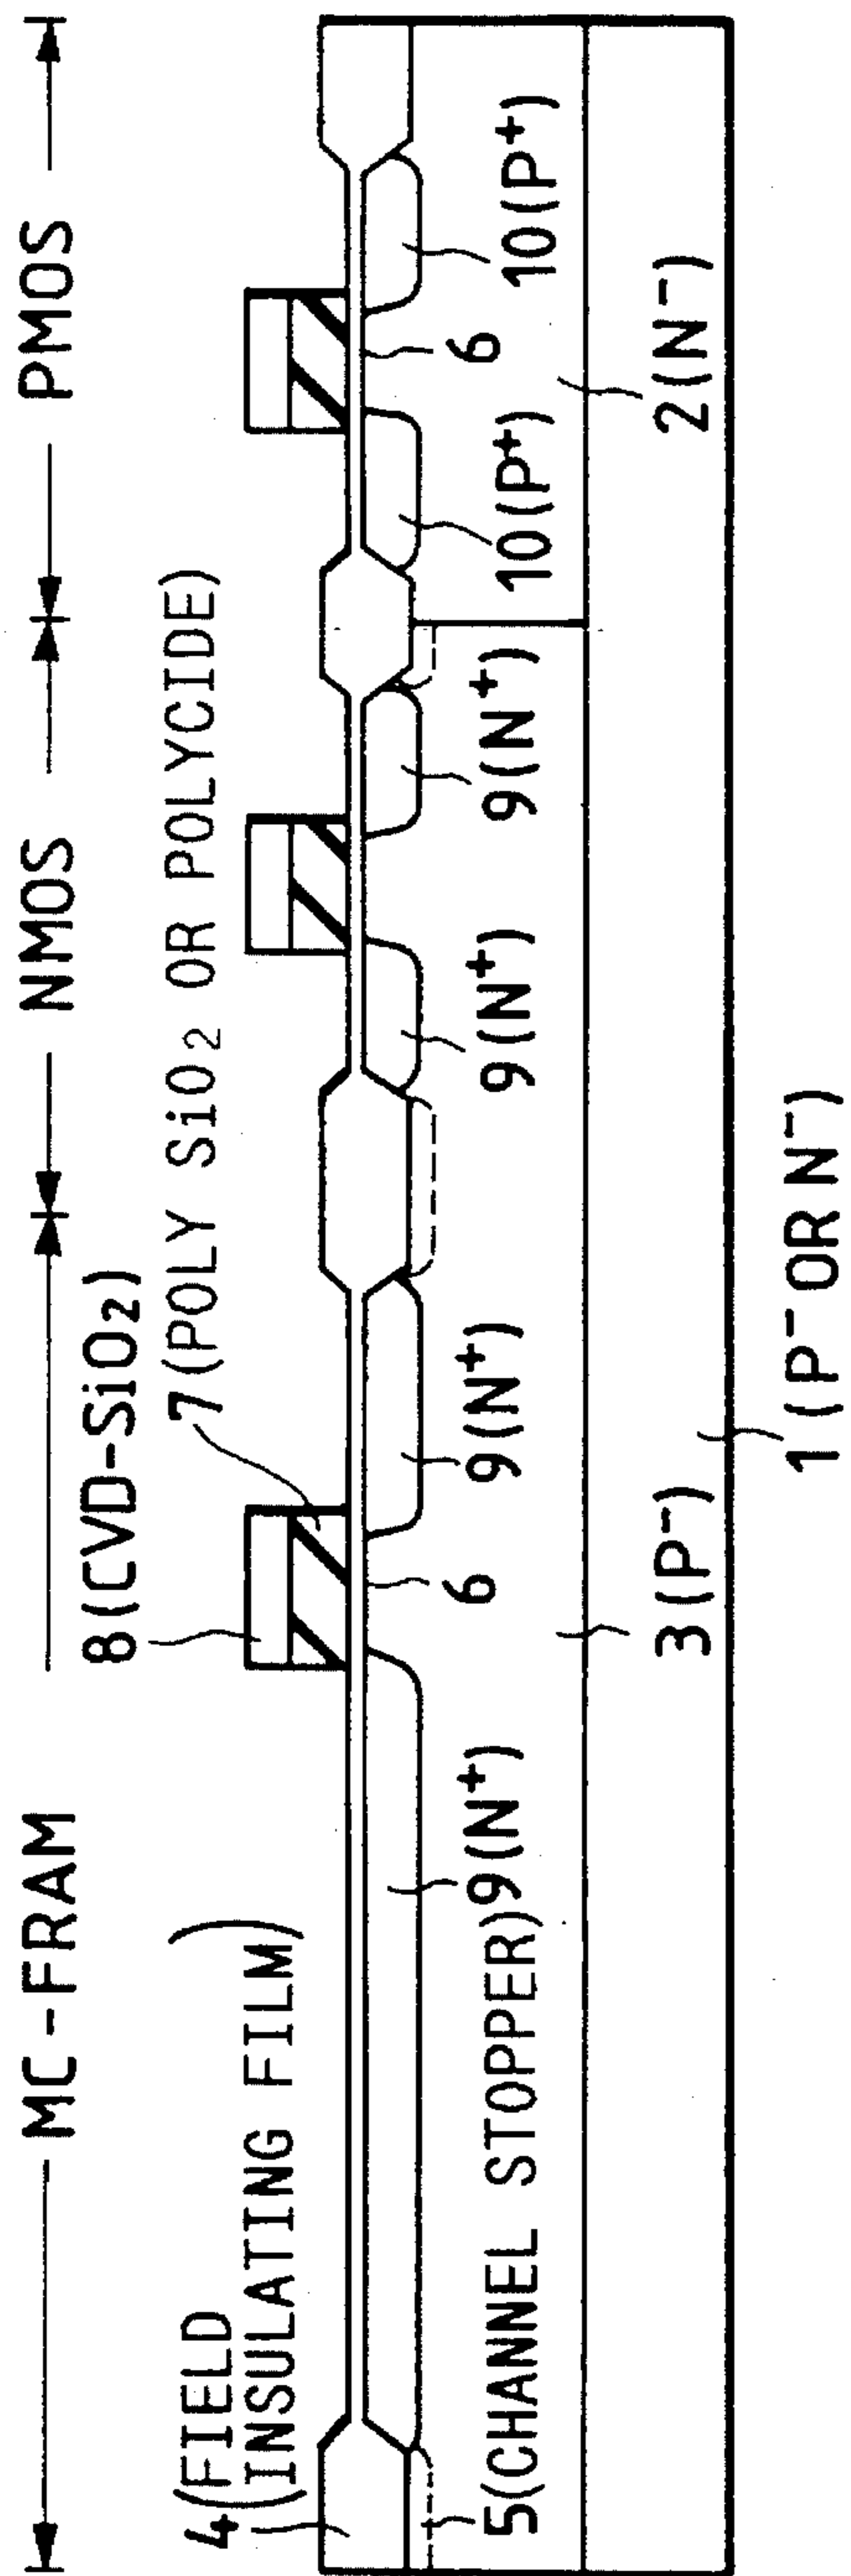 MC-FRAM
NMOS
PMOS
8(CVD-SiO₂)
7(POLY SiO₂ OR POLYCIDE)
4(FIELD
INSULATING FILM)
6
6
9(N⁺)
9(N⁺)
9(N⁺)
9(N⁺)
10(P⁺)
10(P⁺)
5(CHANNEL STOPPER)
3(P⁻)
2(N⁻)
1(P⁻ OR N⁻)